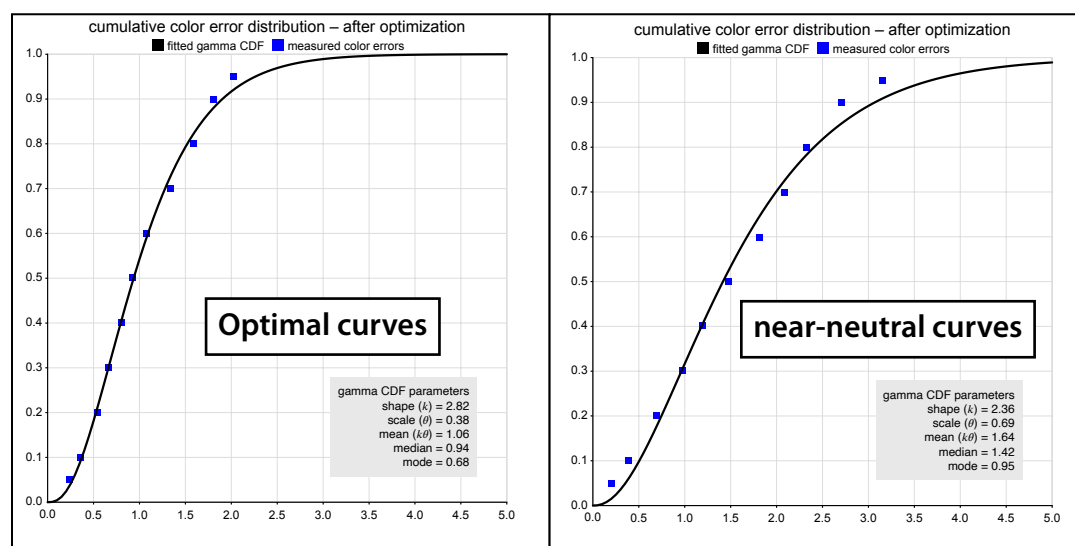 cumulative color error distribution – after optimization
fitted gamma CDF measured color errors
1.0
0.9
0.8
0.7
0.6
0.5
0.4
0.3
0.2
0.1
0.0
Optimal curves
gamma CDF parameters
shape (k) = 2.82
scale (θ) = 0.38
mean (kθ) = 1.06
median = 0.94
mode = 0.68
0.0 0.5 1.0 1.5 2.0 2.5 3.0 3.5 4.0 4.5 5.0
cumulative color error distribution – after optimization
fitted gamma CDF measured color errors
1.0
0.9
0.8
0.7
0.6
0.5
0.4
0.3
0.2
0.1
0.0
near-neutral curves
gamma CDF parameters
shape (k) = 2.36
scale (θ) = 0.69
mean (kθ) = 1.64
median = 1.42
mode = 0.95
0.0 0.5 1.0 1.5 2.0 2.5 3.0 3.5 4.0 4.5 5.0